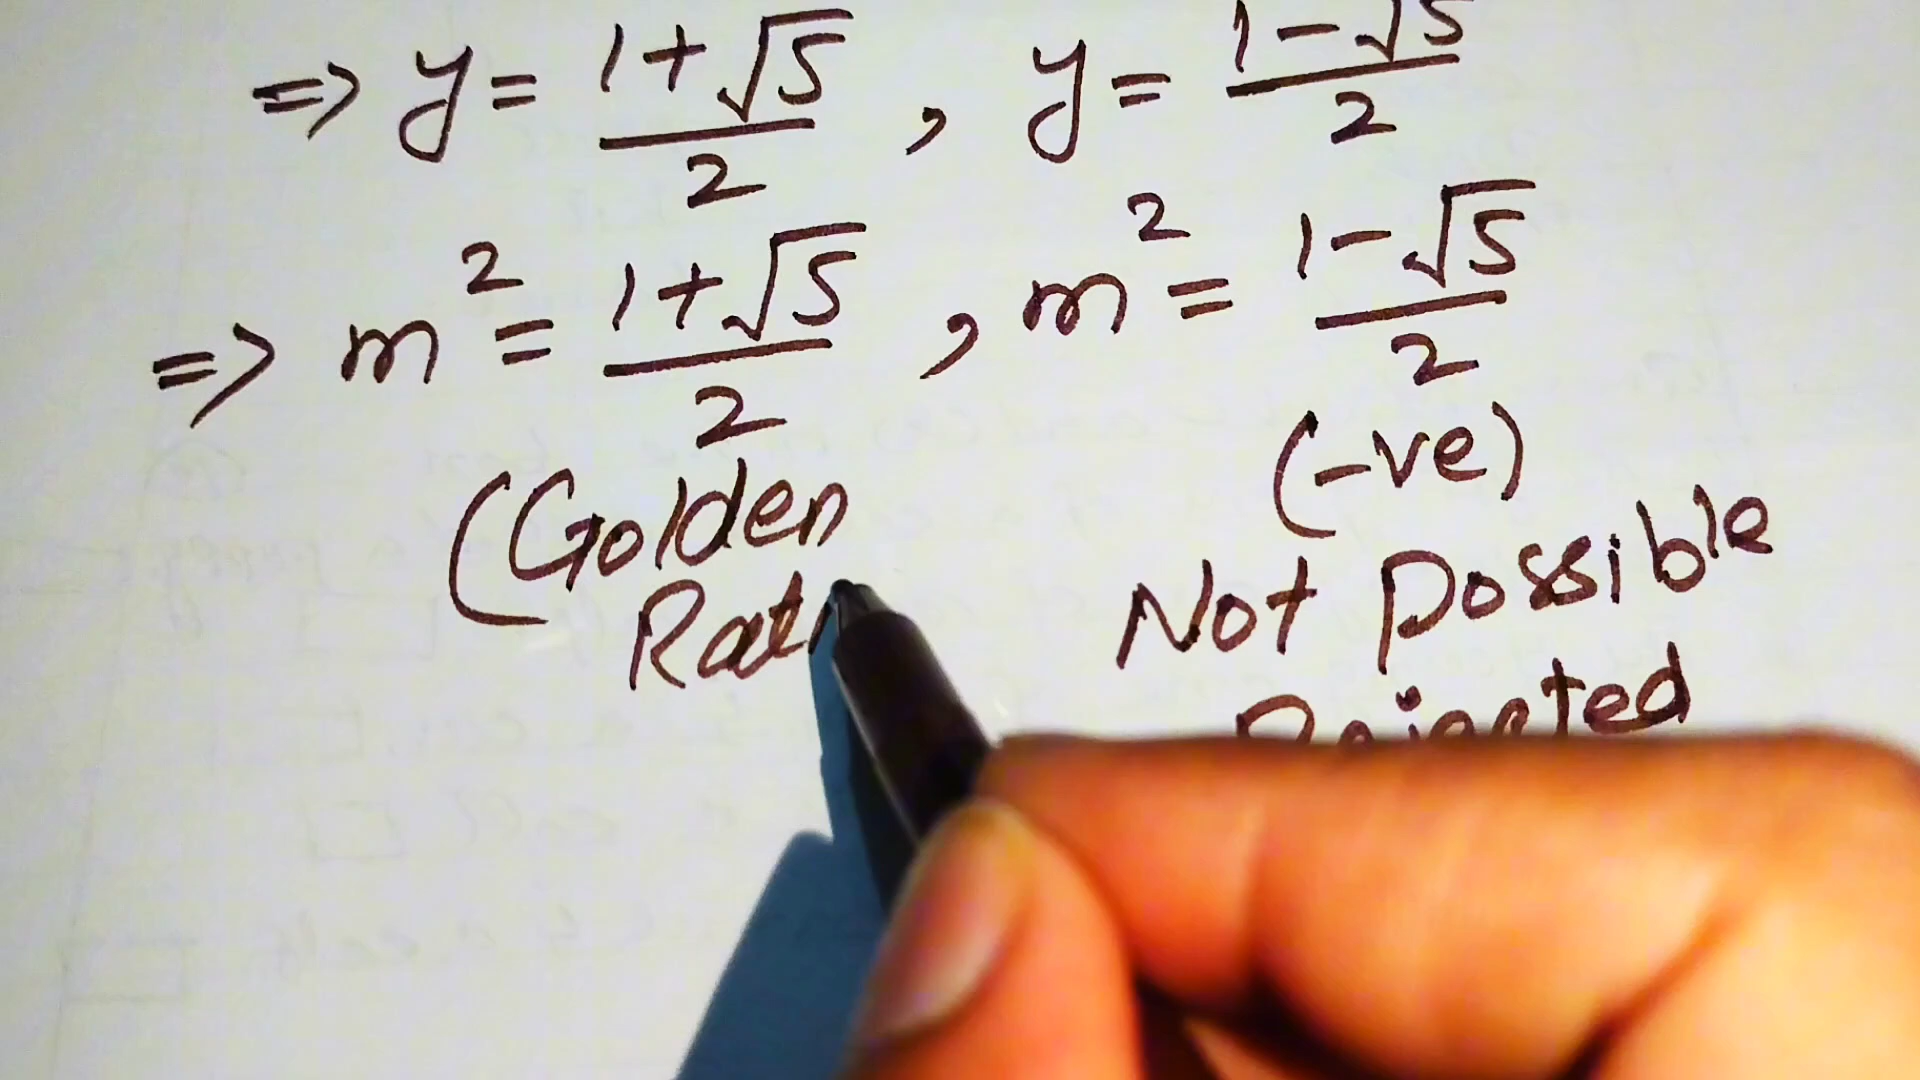 ⇒ y = (1+√5)/2 , y = (1-√5)/2
⇒ m² = (1+√5)/2 , m² = (1-√5)/2
(Golden (-ve)
Not possible